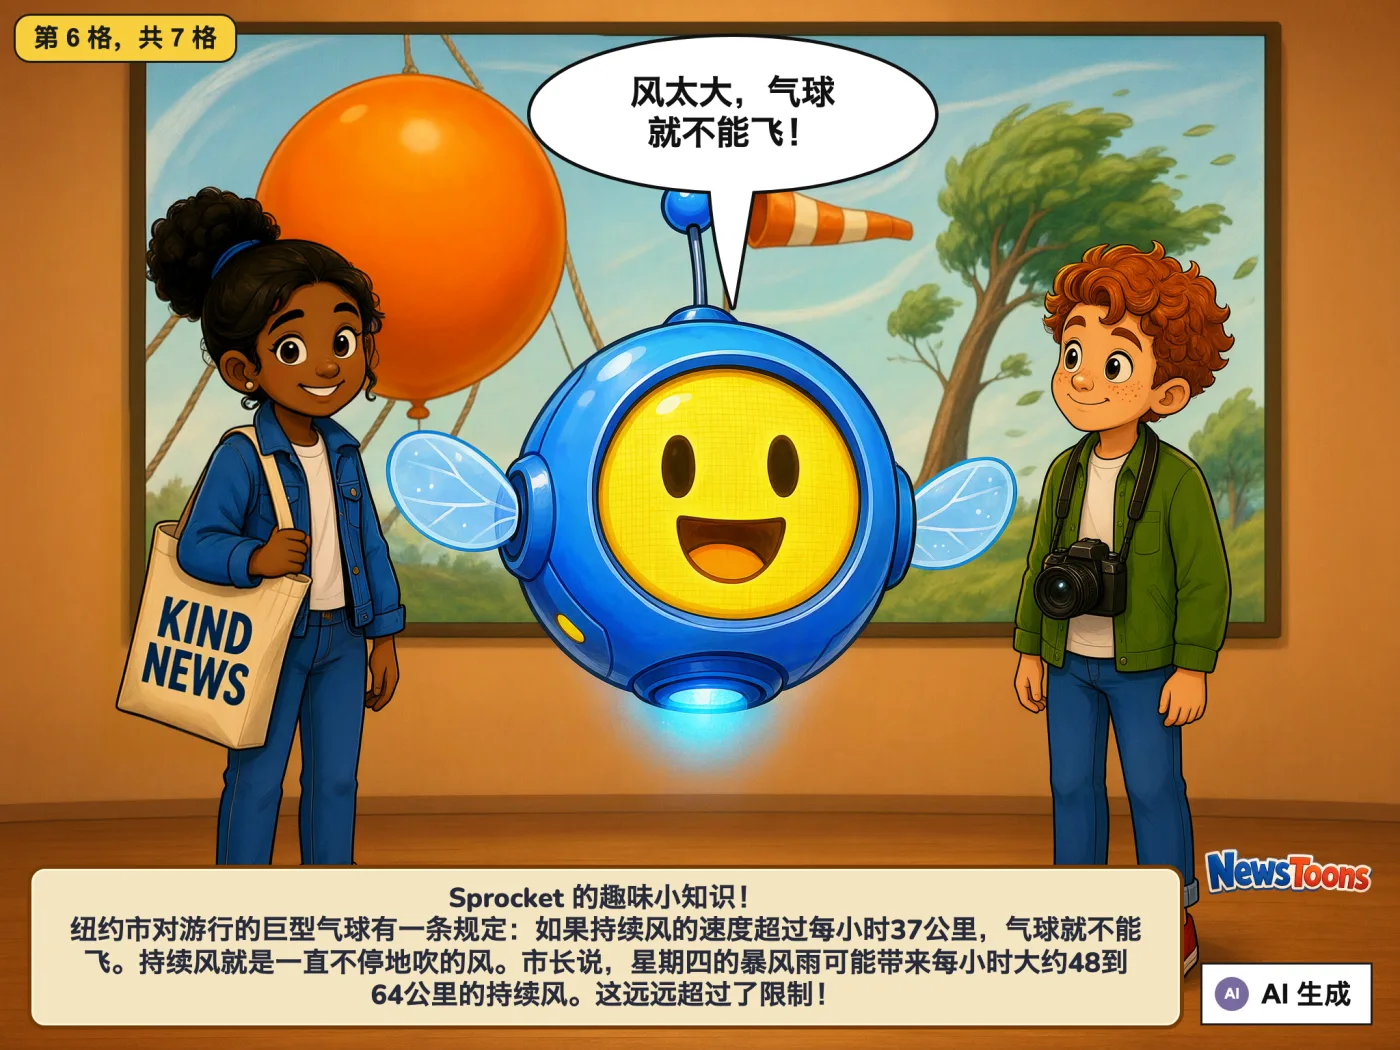 第 6 格，共 7 格
风太大，气球
就不能飞！
KIND
NEWS
NewsToons
Sprocket 的趣味小知识！
纽约市对游行的巨型气球有一条规定：如果持续风的速度超过每小时37公里，气球就不能
飞。持续风就是一直不停地吹的风。市长说，星期四的暴风雨可能带来每小时大约48到
64公里的持续风。这远远超过了限制！
AI AI 生成